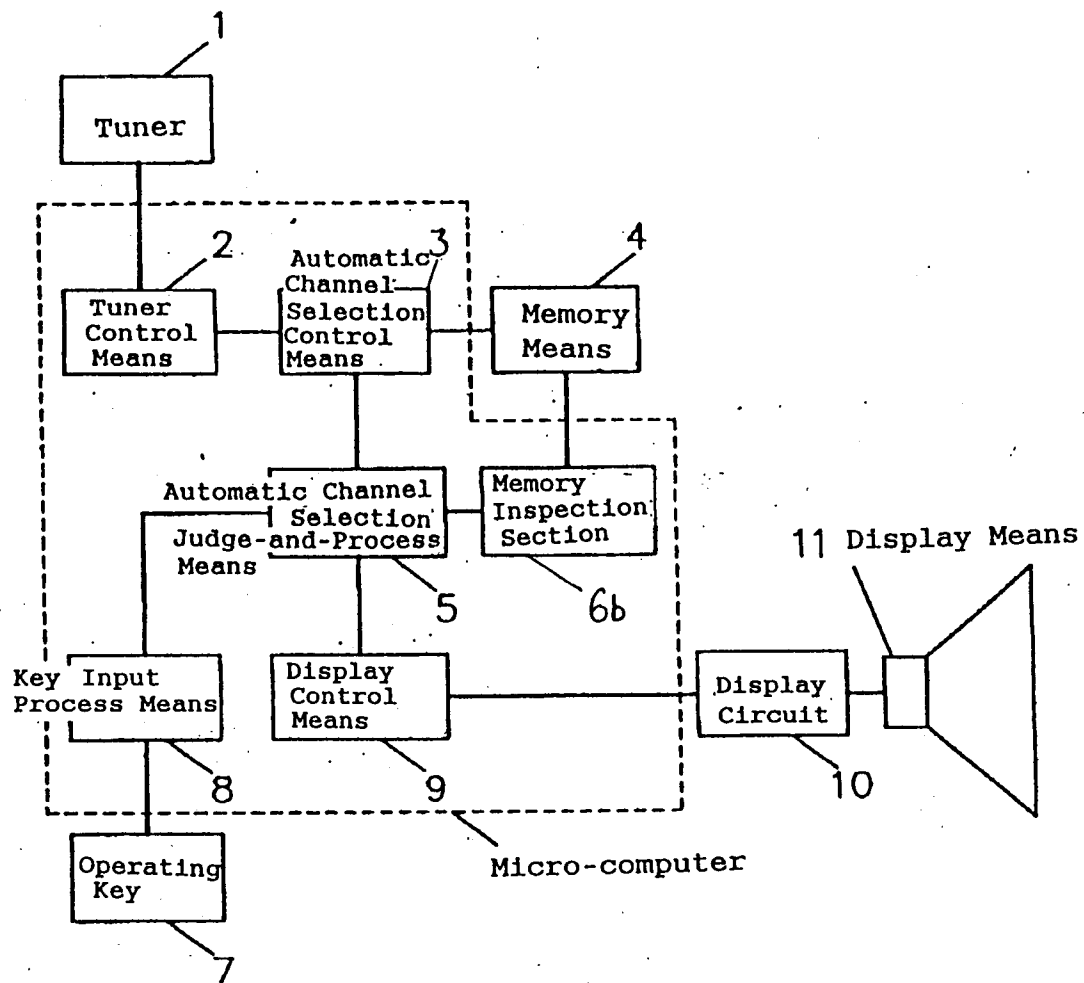 1
Tuner
2
Tuner
Control
Means
3
Automatic
Channel
Selection
Control
Means
4
Memory
Means
Automatic Channel
Selection
Judge-and-Process
Means
5
Memory
Inspection
Section
6b
11 Display Means
Key Input
Process Means
8
Display
Control
Means
9
Display
Circuit
10
Micro-computer
Operating
Key
7